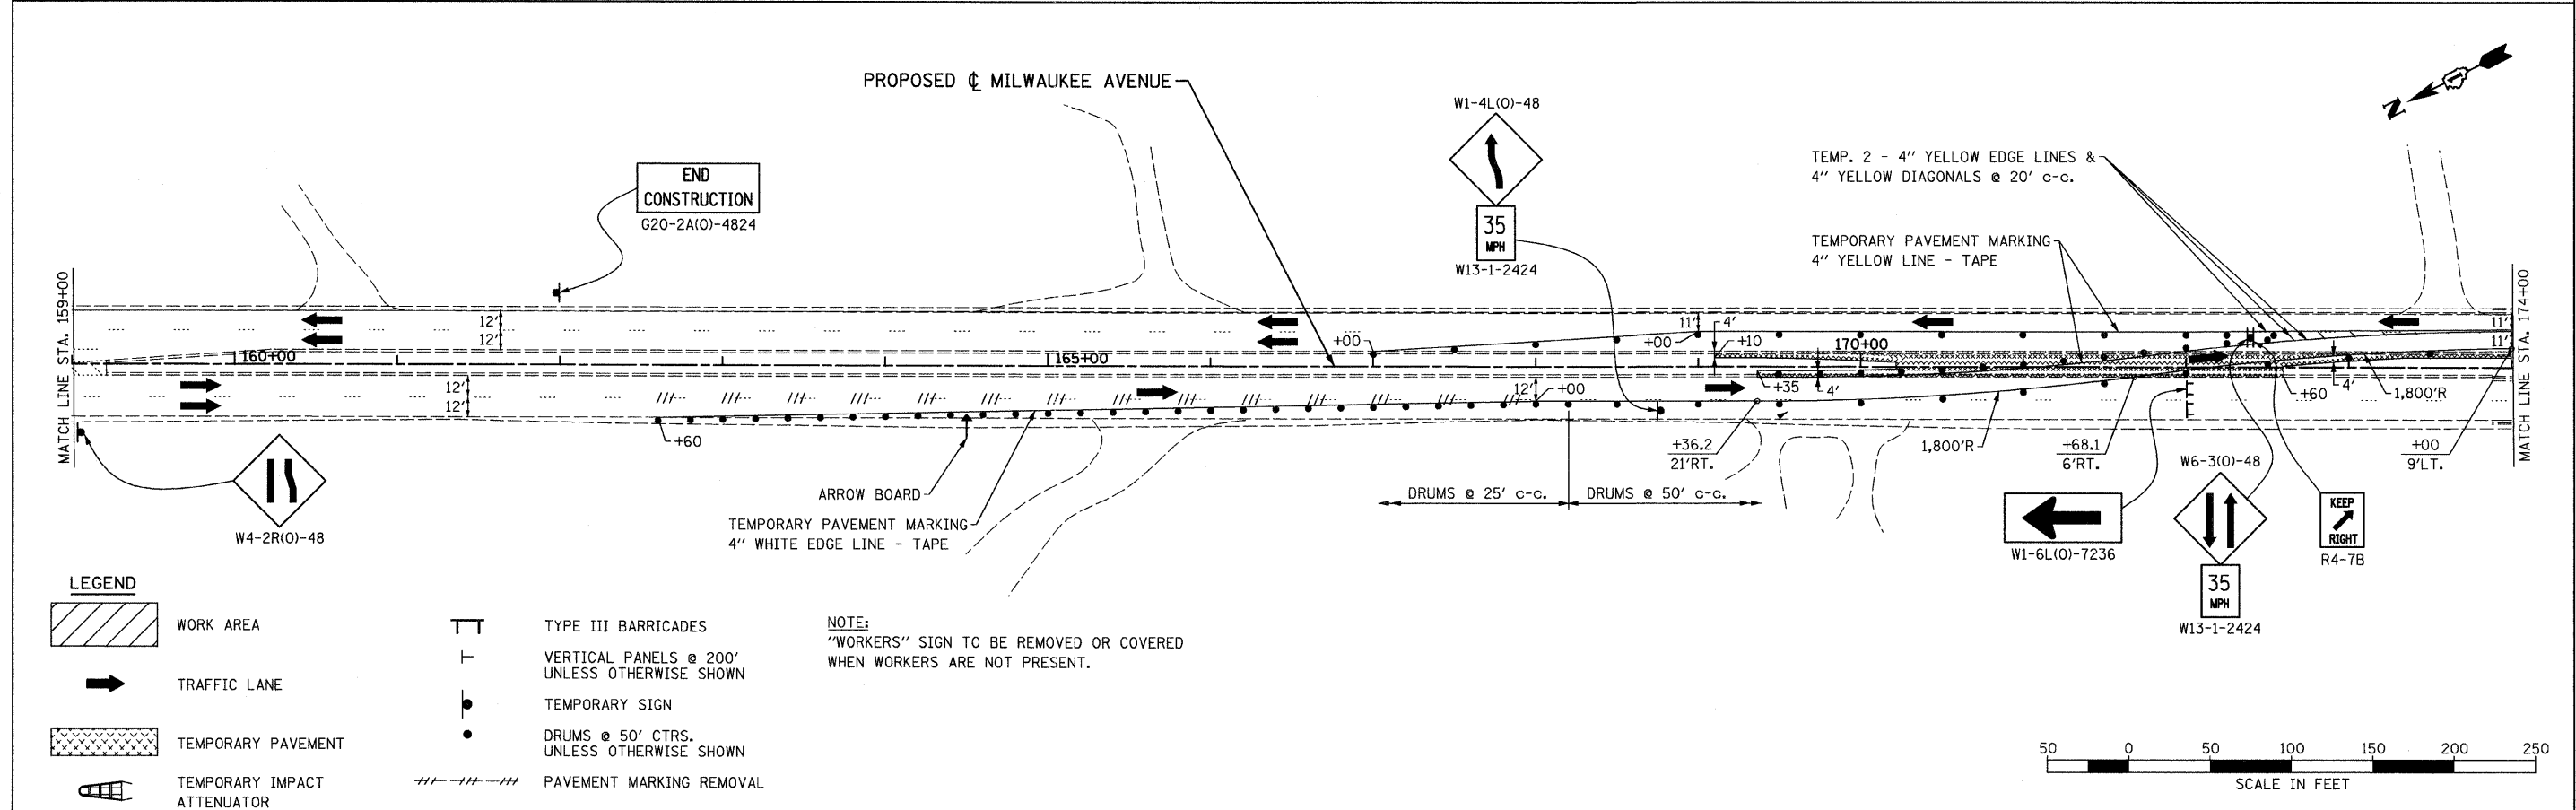 PROPOSED ℄ MILWAUKEE AVENUE
N
W1-4L(O)-48
35
MPH
W13-1-2424
END
CONSTRUCTION
G20-2A(O)-4824
TEMP. 2 - 4" YELLOW EDGE LINES &
4" YELLOW DIAGONALS @ 20' c-c.
TEMPORARY PAVEMENT MARKING
4" YELLOW LINE - TAPE
MATCH LINE STA. 159+00
MATCH LINE STA. 174+00
12'
12'
11'
4'
11'
+00
+00
+10
11'
160+00
165+00
170+00
12'
12'
12'
+00
+35
4'
+60
4'
1,800'R
+60
+36.2
21'RT.
1,800'R
+68.1
6'RT.
+00
9'LT.
W4-2R(O)-48
ARROW BOARD
TEMPORARY PAVEMENT MARKING
4" WHITE EDGE LINE - TAPE
DRUMS @ 25' c-c.
DRUMS @ 50' c-c.
W1-6L(O)-7236
W6-3(O)-48
35
MPH
W13-1-2424
KEEP
RIGHT
R4-7B
LEGEND
WORK AREA
TRAFFIC LANE
TEMPORARY PAVEMENT
TEMPORARY IMPACT
ATTENUATOR
TYPE III BARRICADES
VERTICAL PANELS @ 200'
UNLESS OTHERWISE SHOWN
TEMPORARY SIGN
DRUMS @ 50' CTRS.
UNLESS OTHERWISE SHOWN
PAVEMENT MARKING REMOVAL
NOTE:
"WORKERS" SIGN TO BE REMOVED OR COVERED
WHEN WORKERS ARE NOT PRESENT.
50 0 50 100 150 200 250
SCALE IN FEET